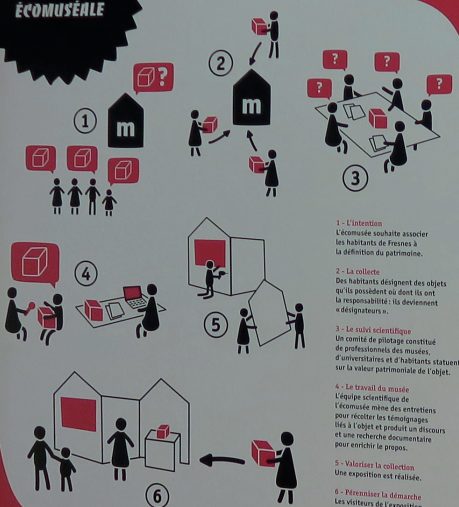 ÉCOMUSÉALE
?
2
m
1
m
?
?
?
?
3
4
5
6
1 - L'intention
L'écomusée souhaite associer
les habitants de Fresnes à
la définition du patrimoine.
2 - La collecte
Des habitants désignent des objets
qu'ils possèdent où dont ils ont
la responsabilité : ils deviennent
« désignateurs ».
3 - Le suivi scientifique
Un comité de pilotage constitué
de professionnels des musées,
d'universitaires et d'habitants statuent
sur la valeur patrimoniale de l'objet.
4 - Le travail du musée
L'équipe scientifique de
l'écomusée mène des entretiens
pour récolter les témoignages
liés à l'objet et produit un discours
et une recherche documentaire
pour enrichir le propos.
5 - Valoriser la collection
Une exposition est réalisée.
6 - Pérenniser la démarche
Les visiteurs de l'exposition